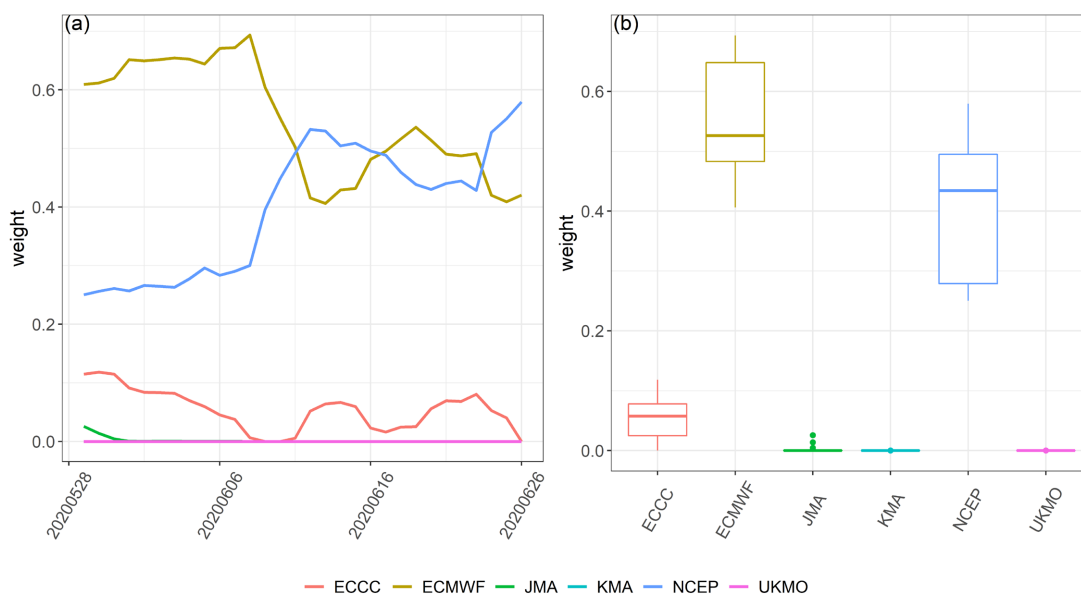 (a)
weight
0.6
0.4
0.2
0.0
20200528
20200606
20200616
20200626
(b)
weight
0.6
0.4
0.2
0.0
ECCC
ECMWF
JMA
KMA
NCEP
UKMO
ECCC ECMWF JMA KMA NCEP UKMO